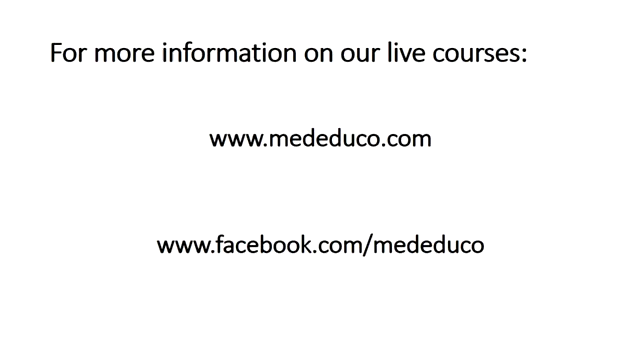 For more information on our live courses:
www.mededuco.com
www.facebook.com/mededuco